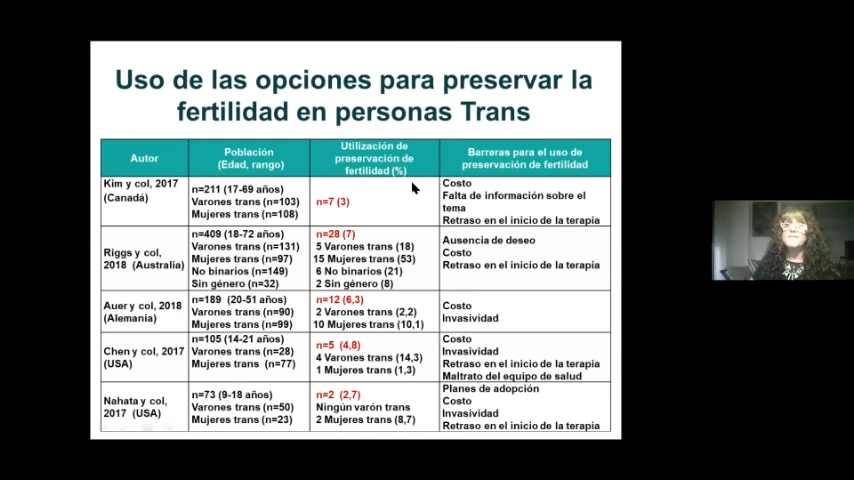 Uso de las opciones para preservar la
fertilidad en personas Trans
Autor
Población
(Edad, rango)
Utilización de
preservación de
fertilidad (%)
Barreras para el uso de
preservación de fertilidad
Kim y col, 2017
(Canadá)
n=211 (17-69 años)
Varones trans (n=103)
Mujeres trans (n=108)
n=7 (3)
Costo
Falta de información sobre el
tema
Retraso en el inicio de la terapia
Riggs y col,
2018 (Australia)
n=409 (18-72 años)
Varones trans (n=131)
Mujeres trans (n=97)
No binarios (n=149)
Sin género (n=32)
n=28 (7)
5 Varones trans (18)
15 Mujeres trans (53)
6 No binarios (21)
2 Sin género (8)
Ausencia de deseo
Costo
Retraso en el inicio de la terapia
Auer y col, 2018
(Alemania)
n=189 (20-51 años)
Varones trans (n=90)
Mujeres trans (n=99)
n=12 (6,3)
2 Varones trans (2,2)
10 Mujeres trans (10,1)
Costo
Invasividad
Chen y col, 2017
(USA)
n=105 (14-21 años)
Varones trans (n=28)
Mujeres trans (n=77)
n=5 (4,8)
4 Varones trans (14,3)
1 Mujeres trans (1,3)
Costo
Invasividad
Retraso en el inicio de la terapia
Maltrato del equipo de salud
Nahata y col,
2017 (USA)
n=73 (9-18 años)
Varones trans (n=50)
Mujeres trans (n=23)
n=2 (2,7)
Ningún varón trans
2 Mujeres trans (8,7)
Planes de adopción
Costo
Invasividad
Retraso en el inicio de la terapia